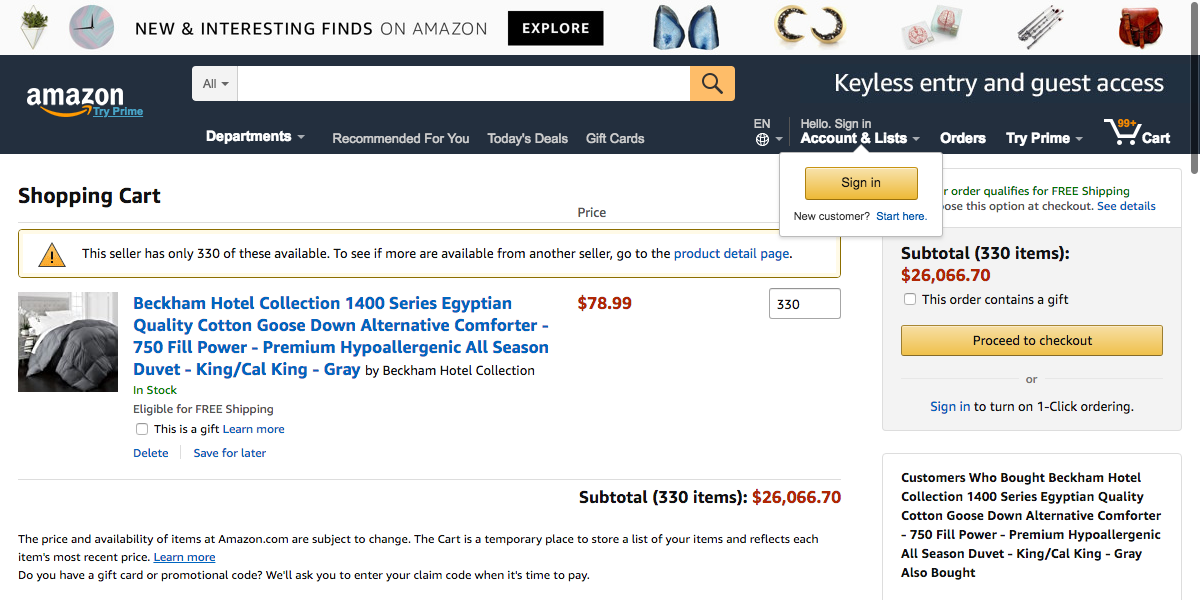 NEW & INTERESTING FINDS ON AMAZON EXPLORE
All
Keyless entry and guest access
amazon
Try Prime
Departments
Recommended For You Today's Deals Gift Cards
EN
Hello. Sign in
Account & Lists
Orders
Try Prime
99+
Cart
Sign in
New customer? Start here.
Shopping Cart
Price
r order qualifies for FREE Shipping
ose this option at checkout. See details
This seller has only 330 of these available. To see if more are available from another seller, go to the product detail page.
Beckham Hotel Collection 1400 Series Egyptian
Quality Cotton Goose Down Alternative Comforter -
750 Fill Power - Premium Hypoallergenic All Season
Duvet - King/Cal King - Gray by Beckham Hotel Collection
$78.99
330
In Stock
Eligible for FREE Shipping
This is a gift Learn more
Delete Save for later
Subtotal (330 items): $26,066.70
The price and availability of items at Amazon.com are subject to change. The Cart is a temporary place to store a list of your items and reflects each
item's most recent price. Learn more
Do you have a gift card or promotional code? We'll ask you to enter your claim code when it's time to pay.
Subtotal (330 items):
$26,066.70
This order contains a gift
Proceed to checkout
or
Sign in to turn on 1-Click ordering.
Customers Who Bought Beckham Hotel
Collection 1400 Series Egyptian Quality
Cotton Goose Down Alternative Comforter
- 750 Fill Power - Premium Hypoallergenic
All Season Duvet - King/Cal King - Gray
Also Bought